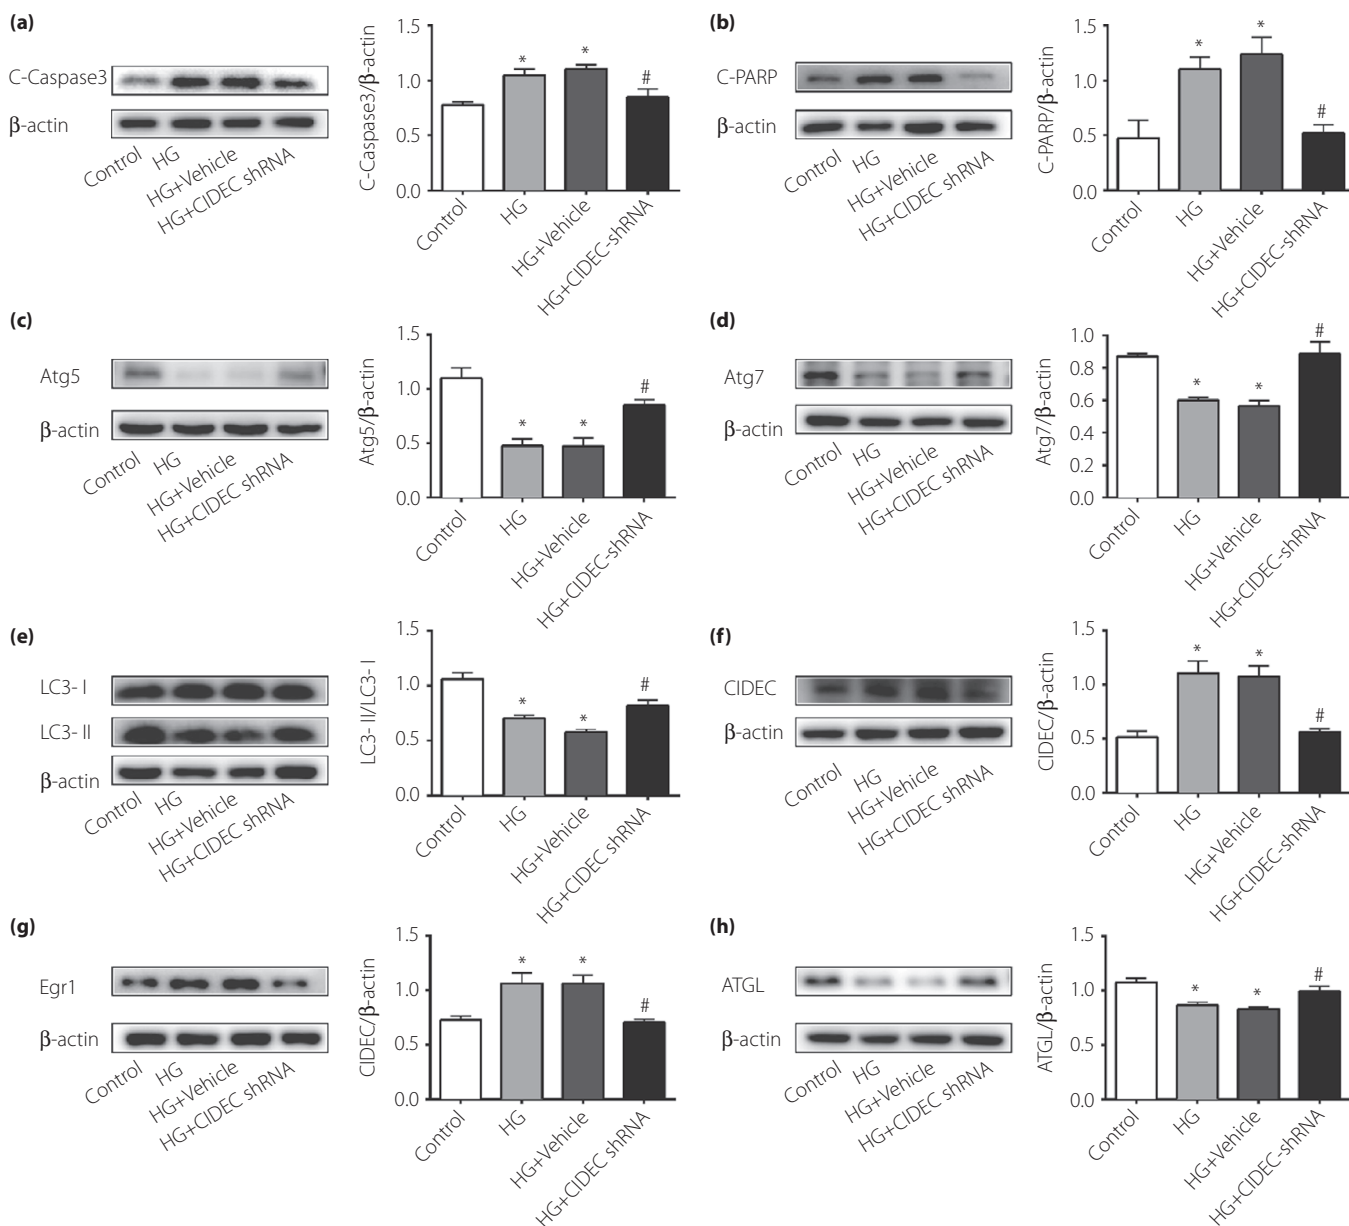 (a)
C-Caspase3
β-actin
Control
HG
HG+Vehicle
HG+CIDEC shRNA
C-Caspase3/β-actin
1.5
1.0
0.5
0.0
*
*
#
Control
HG
HG+Vehicle
HG+CIDEC-shRNA
(b)
C-PARP
β-actin
Control
HG
HG+Vehicle
HG+CIDEC shRNA
C-PARP/β-actin
1.5
1.0
0.5
0.0
*
*
#
Control
HG
HG+Vehicle
HG+CIDEC-shRNA
(c)
Atg5
β-actin
Control
HG
HG+Vehicle
HG+CIDEC shRNA
Atg5/β-actin
1.5
1.0
0.5
0.0
*
*
#
Control
HG
HG+Vehicle
HG+CIDEC-shRNA
(d)
Atg7
β-actin
Control
HG
HG+Vehicle
HG+CIDEC shRNA
Atg7/β-actin
1.0
0.8
0.6
0.4
0.2
0.0
*
*
#
Control
HG
HG+Vehicle
HG+CIDEC-shRNA
(e)
LC3- I
LC3- II
β-actin
Control
HG
HG+Vehicle
HG+CIDEC shRNA
LC3- II/LC3- I
1.5
1.0
0.5
0.0
*
*
#
Control
HG
HG+Vehicle
HG+CIDEC shRNA
(f)
CIDEC
β-actin
Control
HG
HG+Vehicle
HG+CIDEC shRNA
CIDEC/β-actin
1.5
1.0
0.5
0.0
*
*
#
Control
HG
HG+Vehicle
HG+CIDEC-shRNA
(g)
Egr1
β-actin
Control
HG
HG+Vehicle
HG+CIDEC shRNA
CIDEC/β-actin
1.5
1.0
0.5
0.0
*
*
#
Control
HG
HG+Vehicle
HG+CIDEC shRNA
(h)
ATGL
β-actin
Control
HG
HG+Vehicle
HG+CIDEC shRNA
ATGL/β-actin
1.5
1.0
0.5
0.0
*
*
#
Control
HG
HG+Vehicle
HG+CIDEC-shRNA